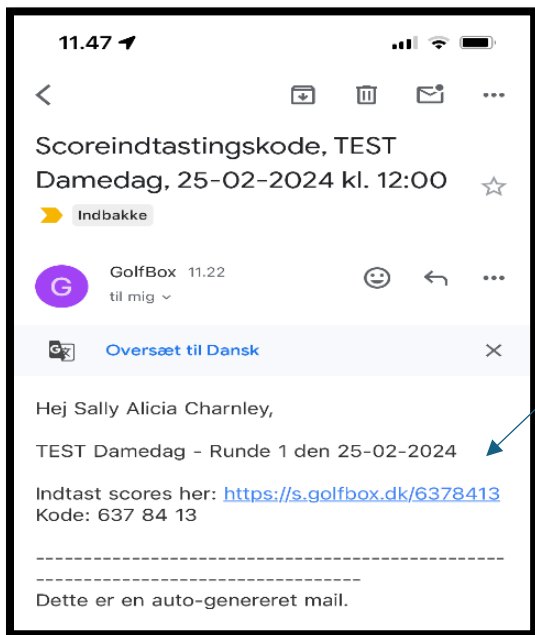 11.47
Scoreindtastingskode, TEST
Damedag, 25-02-2024 kl. 12:00
Indbakke
G
GolfBox 11.22
til mig
Oversæt til Dansk
Hej Sally Alicia Charnley,
TEST Damedag - Runde 1 den 25-02-2024
Indtast scores her: https://s.golfbox.dk/6378413
Kode: 637 84 13
-------------------------------------------------
----------------------------------
Dette er en auto-genereret mail.